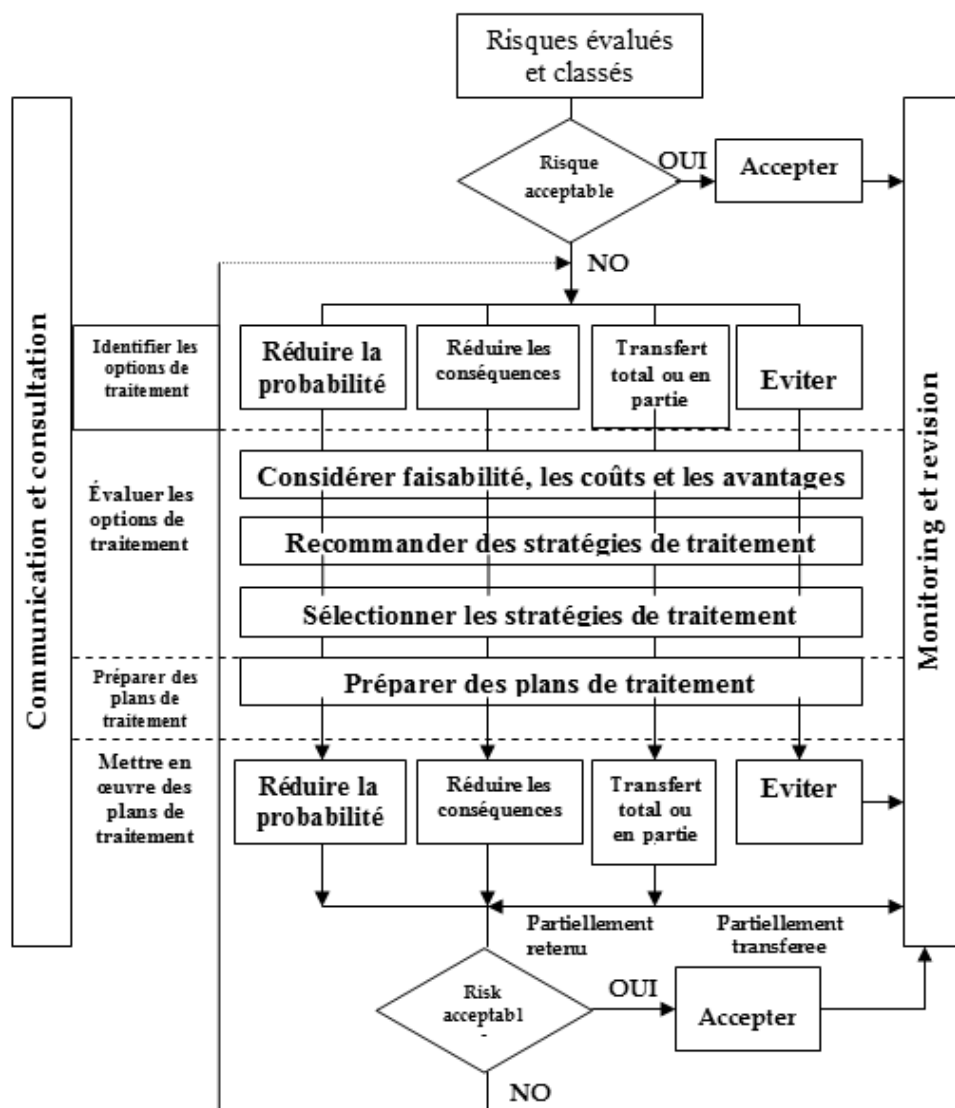 Risques évalués
et classés
Risque
acceptable
OUI
Accepter
NO
Communication et consultation
Monitoring et revision
Identifier les
options de
traitement
Réduire la
probabilité
Réduire les
conséquences
Transfert
total ou en
partie
Eviter
Évaluer les
options de
traitement
Considérer faisabilité, les coûts et les avantages
Recommander des stratégies de traitement
Sélectionner les stratégies de traitement
Préparer des
plans de
traitement
Préparer des plans de traitement
Mettre en
œuvre des
plans de
traitement
Réduire la
probabilité
Réduire les
conséquences
Transfert
total ou
en partie
Eviter
Partiellement
retenu
Partiellement
transferee
Risk
acceptabl
-
OUI
Accepter
NO